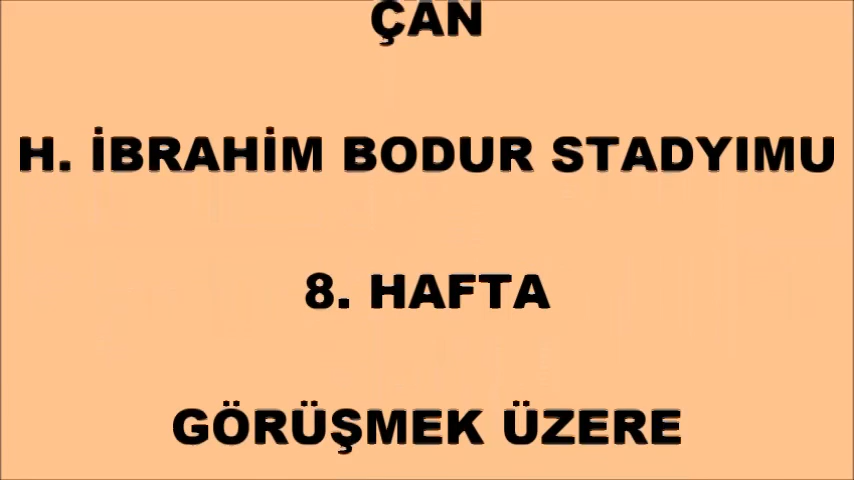 ÇAN
H. İBRAHİM BODUR STADYIMU
8. HAFTA
GÖRÜŞMEK ÜZERE